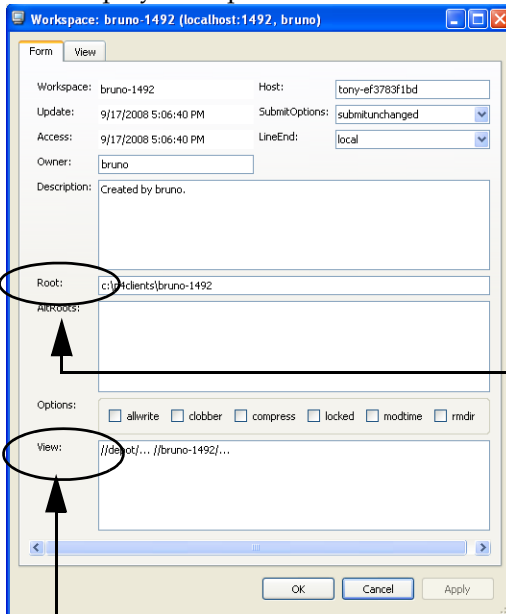 Workspace: bruno-1492 (localhost:1492, bruno)
Form View
Workspace: bruno-1492 Host: tony-ef3783f1bd
Update: 9/17/2008 5:06:40 PM SubmitOptions: submitunchanged
Access: 9/17/2008 5:06:40 PM LineEnd: local
Owner: bruno
Description: Created by bruno.
Root: c:\p4clients\bruno-1492
AltRoots:
Options: allwrite clobber compress locked modtime rmdir
View: //depot/... //bruno-1492/...
OK Cancel Apply